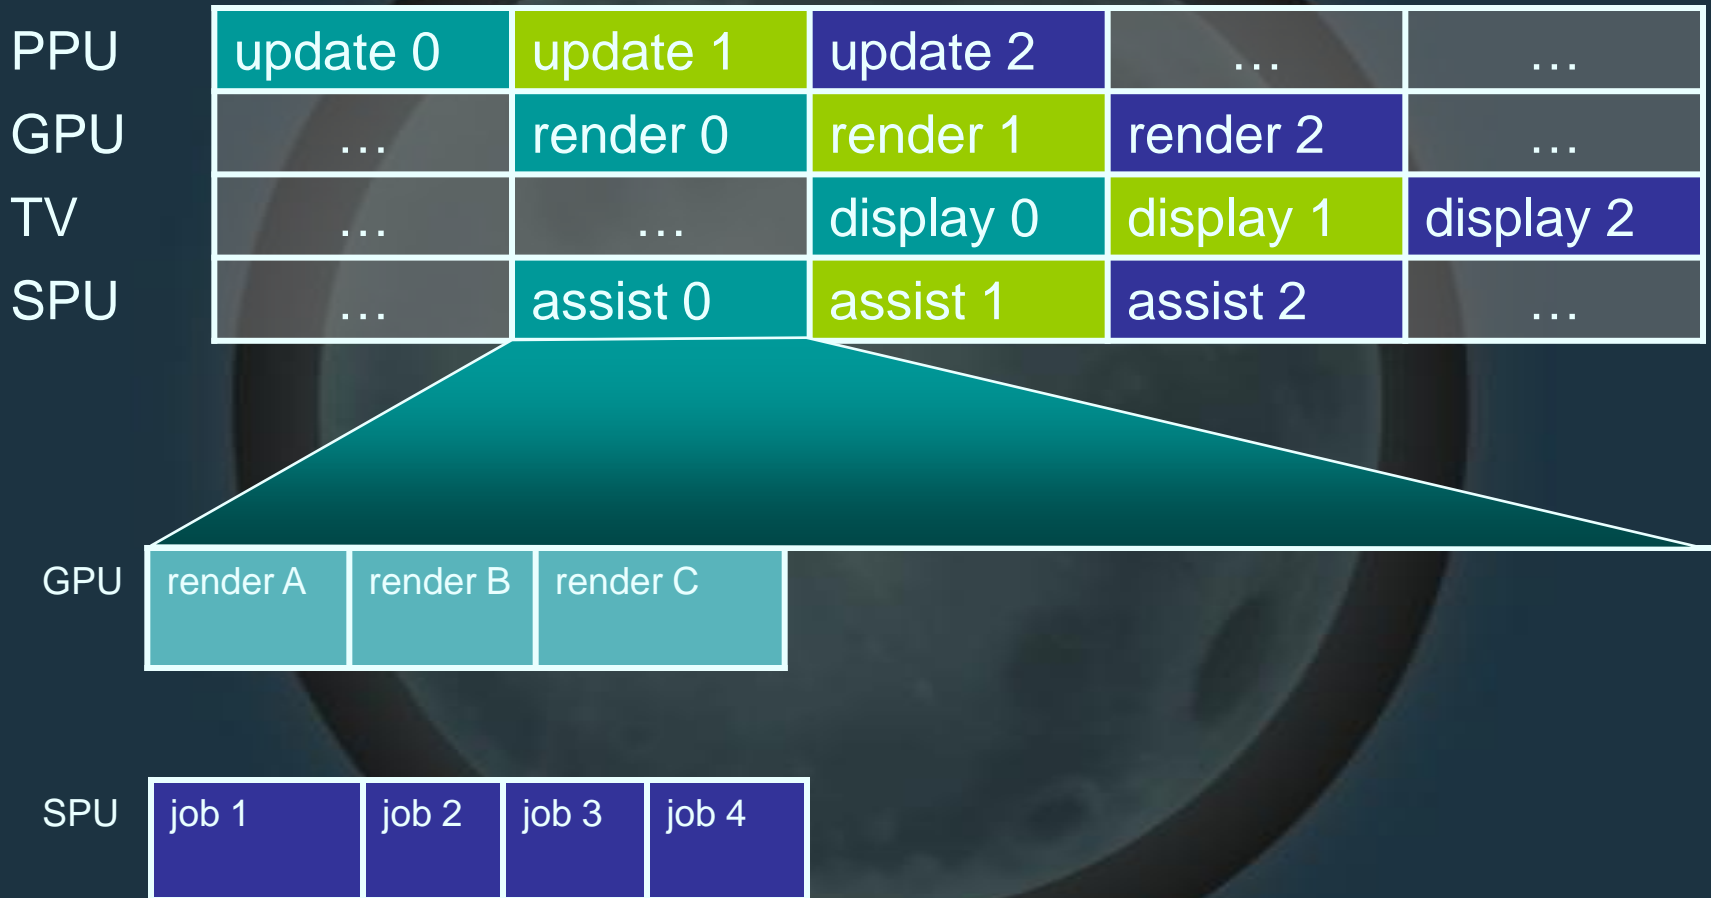 PPU update 0 update 1 update 2 … …
GPU … render 0 render 1 render 2 …
TV … … display 0 display 1 display 2
SPU … assist 0 assist 1 assist 2 …
GPU render A render B render C
SPU job 1 job 2 job 3 job 4